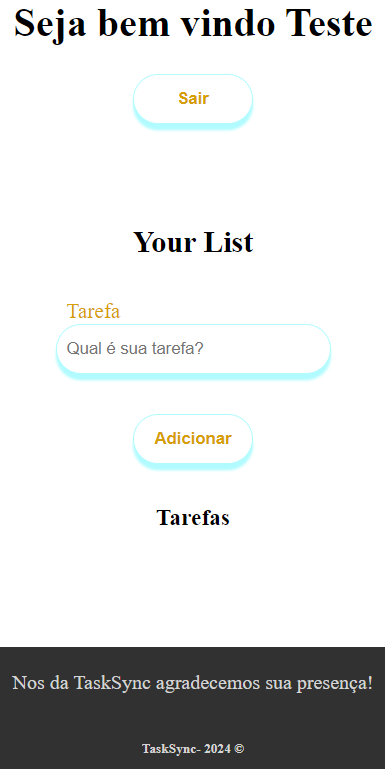 Seja bem vindo Teste
Sair
Your List
Tarefa
Qual é sua tarefa?
Adicionar
Tarefas
Nos da TaskSync agradecemos sua presença!
TaskSync- 2024 ©